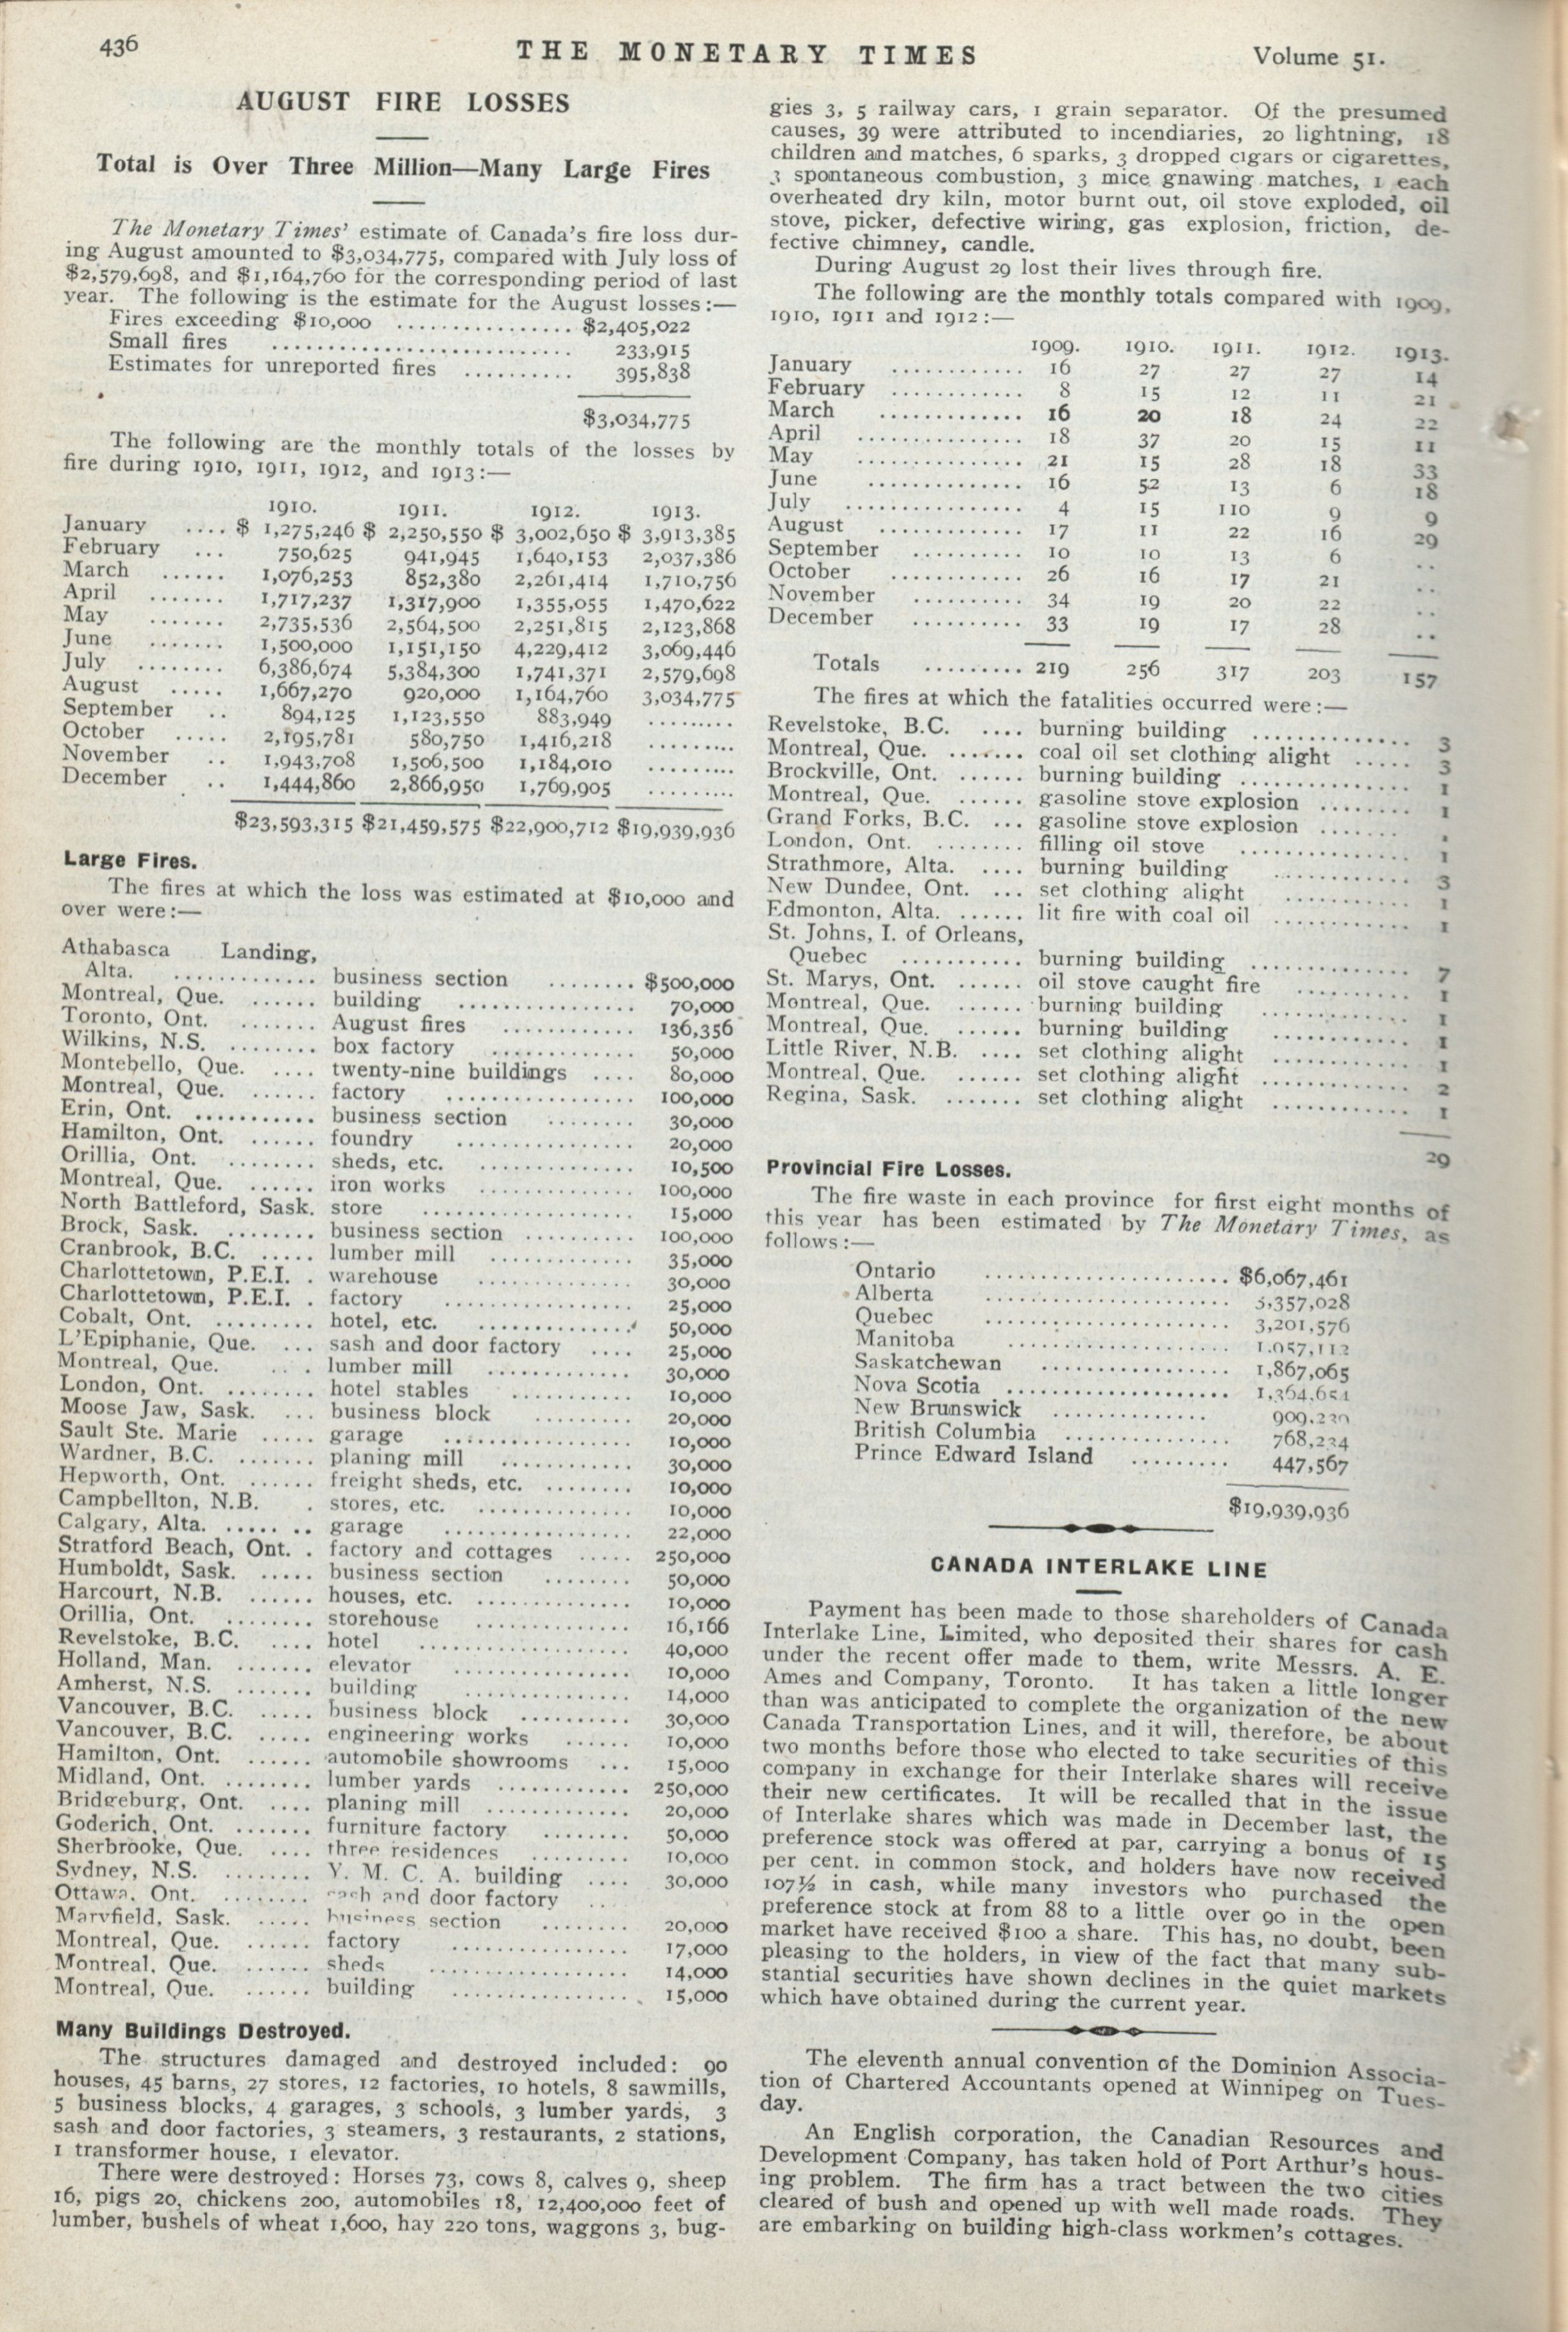 436
THE MONETARY TIMES
Volume 51.
AUGUST FIRE LOSSES
Total is Over Three Million—Many Large Fires
The Monetary Times' estimate of Canada's fire loss dur-
ing August amounted to $3,034,775, compared with July loss of
$2,579,698, and $1,164,760 for the corresponding period of last
year. The following is the estimate for the August losses:—
Fires exceeding $10,000 ................ $2,405,022
Small fires ............................ 233,915
Estimates for unreported fires .......... 395,838
$3,034,775
The following are the monthly totals of the losses by
fire during 1910, 1911, 1912, and 1913:—
1910. 1911. 1912. 1913.
January .... $ 1,275,246 $ 2,250,550 $ 3,002,650 $ 3,913,385
February ... 750,625 941,945 1,640,153 2,037,386
March ...... 1,076,253 852,380 2,261,414 1,710,756
April ....... 1,717,237 1,317,900 1,355,055 1,470,622
May ....... 2,735,536 2,564,500 2,251,815 2,123,868
June ....... 1,500,000 1,151,150 4,229,412 3,069,446
July ........ 6,386,674 5,384,300 1,741,371 2,579,698
August ..... 1,667,270 920,000 1,164,760 3,034,775
September .. 894,125 1,123,550 883,949 .........
October ..... 2,195,781 580,750 1,416,218 .........
November .. 1,943,708 1,506,500 1,184,010 .........
December .. 1,444,860 2,866,950 1,769,905 .........
$23,593,315 $21,459,575 $22,900,712 $19,939,936
Large Fires.
The fires at which the loss was estimated at $10,000 and
over were:—
Athabasca Landing,
Alta. ............ business section ........ $500,000
Montreal, Que. ...... building ................ 70,000
Toronto, Ont. ....... August fires ............ 136,356
Wilkins, N.S. ........ box factory ............. 50,000
Montebello, Que. .... twenty-nine buildings .... 80,000
Montreal, Que. ...... factory ................. 100,000
Erin, Ont. ........... business section ........ 30,000
Hamilton, Ont. ...... foundry ................ 20,000
Orillia, Ont. ........ sheds, etc. .............. 10,500
Montreal, Que. ...... iron works .............. 100,000
North Battleford, Sask. store ................... 15,000
Brock, Sask. ........ business section .......... 100,000
Cranbrook, B.C. ..... lumber mill ............. 35,000
Charlottetown, P.E.I. . warehouse .............. 30,000
Charlottetown, P.E.I. . factory ................. 25,000
Cobalt, Ont. ......... hotel, etc. .............. 50,000
L'Epiphanie, Que. ... sash and door factory .... 25,000
Montreal, Que. ... . lumber mill ............. 30,000
London, Ont. ........ hotel stables ........... 10,000
Moose Jaw, Sask. ... business block ......... 20,000
Sault Ste. Marie ..... garage ................. 10,000
Wardner, B.C. ....... planing mill ............ 30,000
Hepworth, Ont. ...... freight sheds, etc. ........ 10,000
Campbellton, N.B. . stores, etc. .............. 10,000
Calgary, Alta. ..... .. garage ................. 22,000
Stratford Beach, Ont. . factory and cottages ..... 250,000
Humboldt, Sask. ..... business section ........ 50,000
Harcourt, N.B. ...... houses, etc. .............. 10,000
Orillia, Ont. ........ storehouse .............. 16,166
Revelstoke, B.C. .... hotel ................... 40,000
Holland, Man. ....... elevator ................ 10,000
Amherst, N.S. ....... building ............... 14,000
Vancouver, B.C. ..... business block .......... 30,000
Vancouver, B.C. ..... engineering works ...... 10,000
Hamilton, Ont. ...... automobile showrooms ... 15,000
Midland, Ont. ........ lumber yards ............ 250,000
Bridgeburg, Ont. .... planing mill ............. 20,000
Goderich, Ont. ....... furniture factory ........ 50,000
Sherbrooke, Que. .... three residences ......... 10,000
Sydney, N.S. ........ Y. M. C. A. building .... 30,000
Ottawa, Ont. ........ sash and door factory ...
Maryfield, Sask. ..... business section ........ 20,000
Montreal, Que. ...... factory ................ 17,000
Montreal, Que. ...... sheds .................. 14,000
Montreal, Que. ...... building ................ 15,000
Many Buildings Destroyed.
The structures damaged and destroyed included: 90
houses, 45 barns, 27 stores, 12 factories, 10 hotels, 8 sawmills,
5 business blocks, 4 garages, 3 schools, 3 lumber yards, 3
sash and door factories, 3 steamers, 3 restaurants, 2 stations,
1 transformer house, 1 elevator.
There were destroyed: Horses 73, cows 8, calves 9, sheep
16, pigs 20, chickens 200, automobiles 18, 12,400,000 feet of
lumber, bushels of wheat 1,600, hay 220 tons, waggons 3, bug-
gies 3, 5 railway cars, 1 grain separator. Of the presumed
causes, 39 were attributed to incendiaries, 20 lightning, 18
children and matches, 6 sparks, 3 dropped cigars or cigarettes,
3 spontaneous combustion, 3 mice gnawing matches, 1 each
overheated dry kiln, motor burnt out, oil stove exploded, oil
stove, picker, defective wiring, gas explosion, friction, de-
fective chimney, candle.
During August 29 lost their lives through fire.
The following are the monthly totals compared with 1909,
1910, 1911 and 1912:—
1909. 1910. 1911. 1912. 1913.
January ............ 16 27 27 27 14
February ............ 8 15 12 11 21
March ............. 16 20 18 24 22
April ............... 18 37 20 15 11
May ............... 21 15 28 18 33
June .............. 16 52 13 6 18
July ................ 4 15 110 9 9
August ............. 17 11 22 16 29
September .......... 10 10 13 6 ..
October ............ 26 16 17 21 ..
November .......... 34 19 20 22 ..
December .......... 33 19 17 28 ..
Totals ......... 219 256 317 203 157
The fires at which the fatalities occurred were:—
Revelstoke, B.C. .... burning building .............. 3
Montreal, Que. ....... coal oil set clothing alight ..... 3
Brockville, Ont. ...... burning building ............... 1
Montreal, Que. ...... gasoline stove explosion ........ 1
Grand Forks, B.C. ... gasoline stove explosion .......
London, Ont. ........ filling oil stove ............... 1
Strathmore, Alta. .... burning building ............ 3
New Dundee, Ont. ... set clothing alight ........... 1
Edmonton, Alta. ...... lit fire with coal oil ............ 1
St. Johns, I. of Orleans,
Quebec ........... burning building .............. 7
St. Marys, Ont. ...... oil stove caught fire .......... 1
Montreal, Que. ...... burning building ............. 1
Montreal, Que. ...... burning building ............ 1
Little River, N.B. .... set clothing alight ............ 1
Montreal, Que. ...... set clothing alight ............. 2
Regina, Sask. ....... set clothing alight ............ 1
29
Provincial Fire Losses.
The fire waste in each province for first eight months of
this year has been estimated by The Monetary Times, as
follows:—
Ontario ....................... $6,067,461
Alberta ....................... 3,357,028
Quebec ....................... 3,201,576
Manitoba ..................... 1,957,112
Saskatchewan ................. 1,867,065
Nova Scotia .................... 1,364,654
New Brunswick .............. 909,230
British Columbia ............... 768,234
Prince Edward Island ......... 447,567
$19,939,936
CANADA INTERLAKE LINE
Payment has been made to those shareholders of Canada
Interlake Line, Limited, who deposited their shares for cash
under the recent offer made to them, write Messrs. A. E.
Ames and Company, Toronto. It has taken a little longer
than was anticipated to complete the organization of the new
Canada Transportation Lines, and it will, therefore, be about
two months before those who elected to take securities of this
company in exchange for their Interlake shares will receive
their new certificates. It will be recalled that in the issue
of Interlake shares which was made in December last, the
preference stock was offered at par, carrying a bonus of 15
per cent. in common stock, and holders have now received
107½ in cash, while many investors who purchased the
preference stock at from 88 to a little over 90 in the open
market have received $100 a share. This has, no doubt, been
pleasing to the holders, in view of the fact that many sub-
stantial securities have shown declines in the quiet markets
which have obtained during the current year.
The eleventh annual convention of the Dominion Associa-
tion of Chartered Accountants opened at Winnipeg on Tues-
day.
An English corporation, the Canadian Resources and
Development Company, has taken hold of Port Arthur's hous-
ing problem. The firm has a tract between the two cities
cleared of bush and opened up with well made roads. They
are embarking on building high-class workmen's cottages.